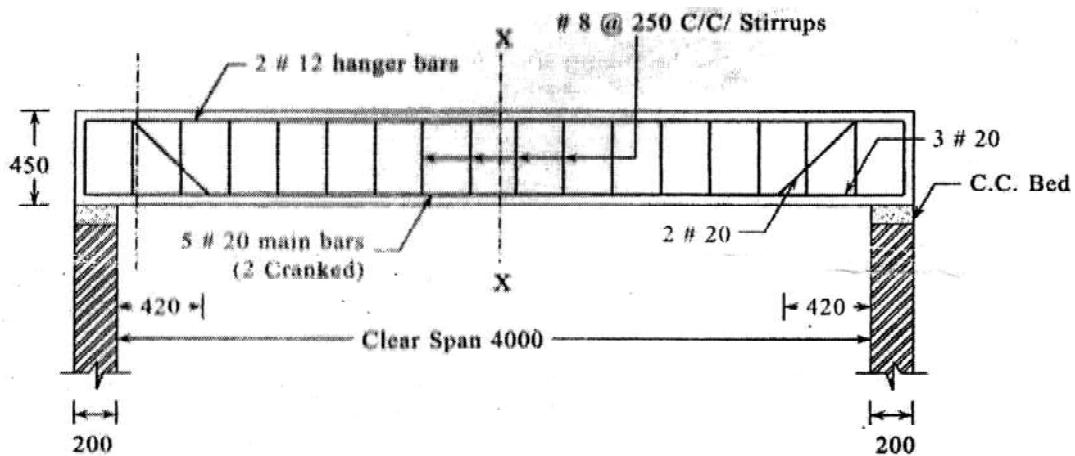 # 8 @ 250 C/C/ Stirrups
X
2 # 12 hanger bars
450
3 # 20
C.C. Bed
5 # 20 main bars
(2 Cranked)
2 # 20
X
420
420
Clear Span 4000
200
200